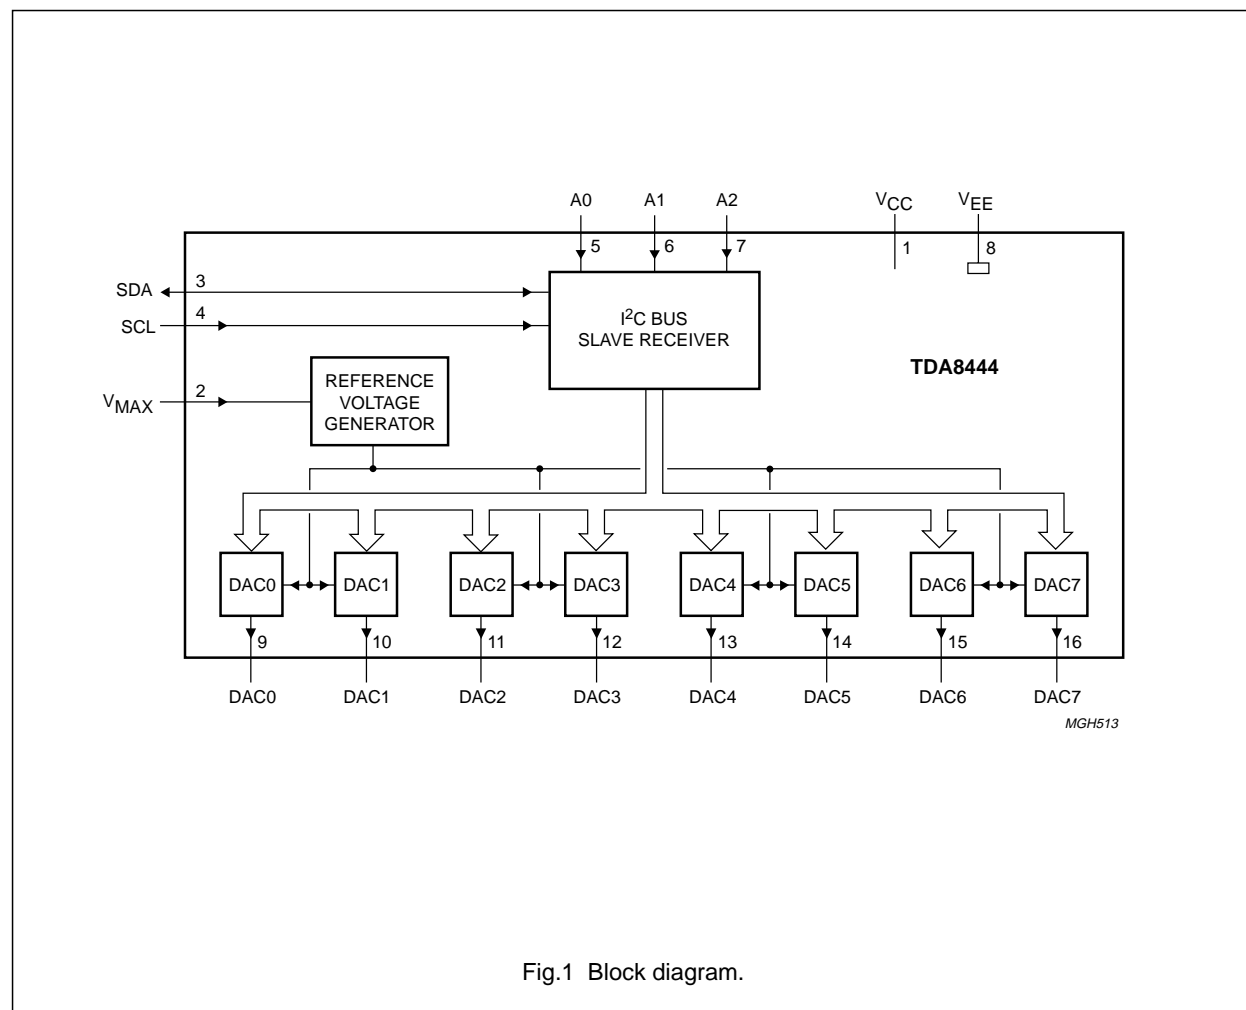 A0 A1 A2 VCC VEE
5 6 7 1 8
SDA 3
SCL 4
I2C BUS
SLAVE RECEIVER
TDA8444
VMAX 2
REFERENCE
VOLTAGE
GENERATOR
DAC0 DAC1 DAC2 DAC3 DAC4 DAC5 DAC6 DAC7
9 10 11 12 13 14 15 16
DAC0 DAC1 DAC2 DAC3 DAC4 DAC5 DAC6 DAC7
MGH513
Fig.1 Block diagram.